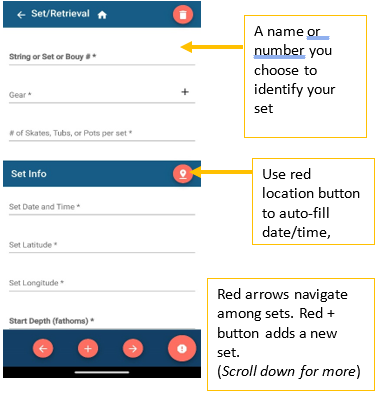 Set/Retrieval
String or Set or Bouy # *
Gear *
+
# of Skates, Tubs, or Pots per set *
Set Info
Set Date and Time *
Set Latitude *
Set Longitude *
Start Depth (fathoms) *
A name or
number you
choose to
identify your
set
Use red
location button
to auto-fill
date/time,
Red arrows navigate
among sets. Red +
button adds a new
set.
(Scroll down for more)